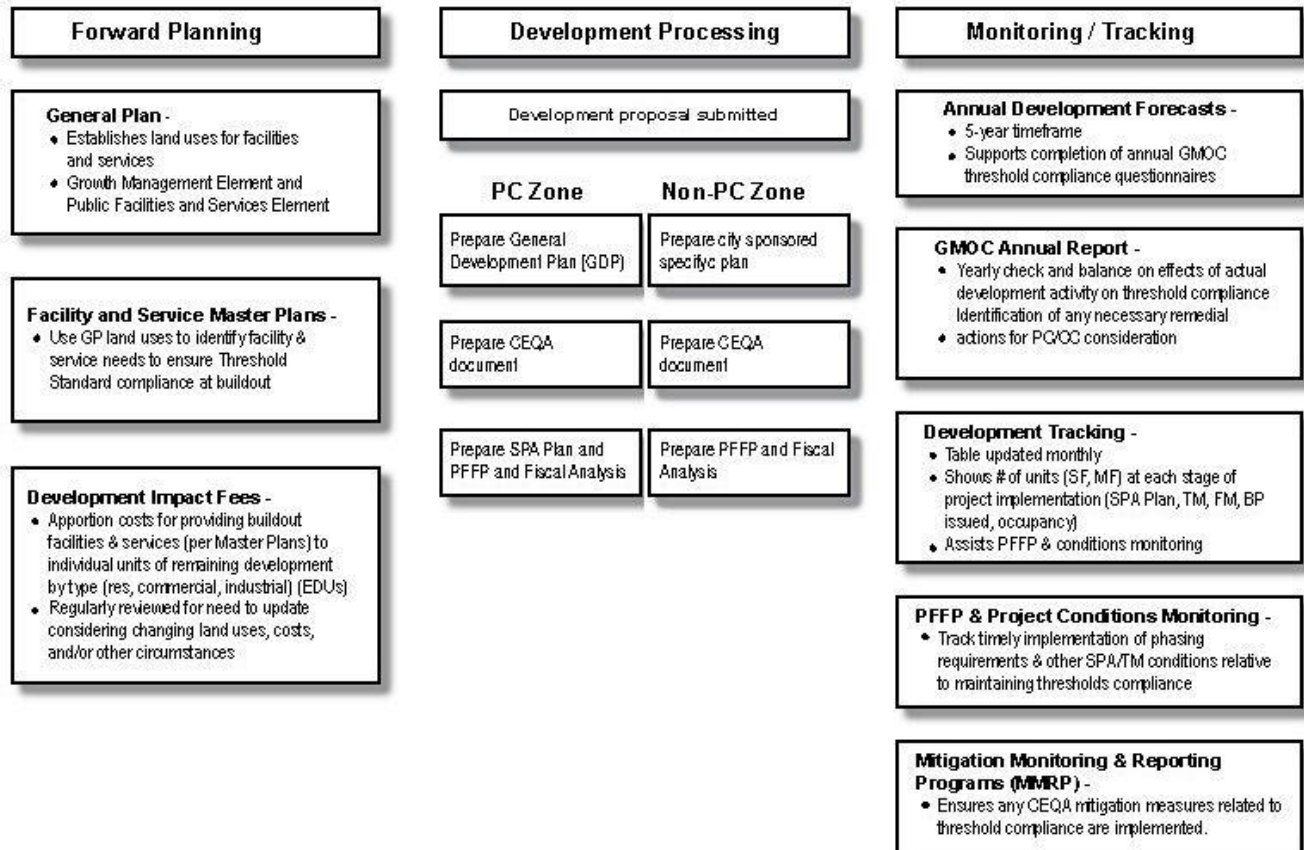 Forward Planning
General Plan -
• Establishes land uses for facilities
and services
• Growth Management Element and
Public Facilities and Services Element
Facility and Service Master Plans -
• Use GP land uses to identify facility &
service needs to ensure Threshold
Standard compliance at buildout
Development Impact Fees -
• Apportion costs for providing buildout
facilities & services (per Master Plans) to
individual units of remaining development
by type (res, commercial, industrial) (EDUs)
• Regularly reviewed for need to update
considering changing land uses, costs,
and/or other circumstances
Development Processing
Development proposal submitted
PC Zone
Non-PC Zone
Prepare General
Development Plan (GDP)
Prepare city sponsored
specifyc plan
Prepare CEQA
document
Prepare CEQA
document
Prepare SPA Plan and
PFFP and Fiscal Analysis
Prepare PFFP and Fiscal
Analysis
Monitoring / Tracking
Annual Development Forecasts -
• 5-year timeframe
• Supports completion of annual GMOC
threshold compliance questionnaires
GMOC Annual Report -
• Yearly check and balance on effects of actual
development activity on threshold compliance
Identification of any necessary remedial
• actions for PC/CC consideration
Development Tracking -
• Table updated monthly
• Shows # of units (SF, MF) at each stage of
project implementation (SPA Plan, TM, FM, BP
issued, occupancy)
• Assists PFFP & conditions monitoring
PFFP & Project Conditions Monitoring -
• Track timely implementation of phasing
requirements & other SPA/TM conditions relative
to maintaining thresholds compliance
Mitigation Monitoring & Reporting
Programs (MMRP) -
• Ensures any CEQA mitigation measures related to
threshold compliance are implemented.